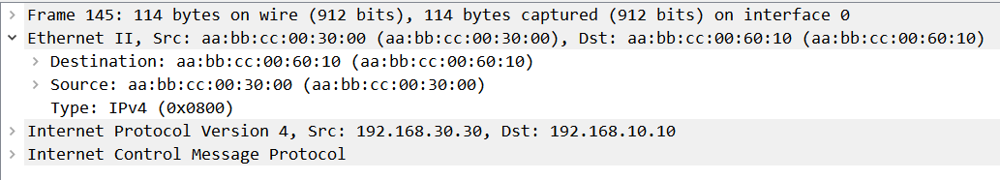 Frame 145: 114 bytes on wire (912 bits), 114 bytes captured (912 bits) on interface 0
Ethernet II, Src: aa:bb:cc:00:30:00 (aa:bb:cc:00:30:00), Dst: aa:bb:cc:00:60:10 (aa:bb:cc:00:60:10)
Destination: aa:bb:cc:00:60:10 (aa:bb:cc:00:60:10)
Source: aa:bb:cc:00:30:00 (aa:bb:cc:00:30:00)
Type: IPv4 (0x0800)
Internet Protocol Version 4, Src: 192.168.30.30, Dst: 192.168.10.10
Internet Control Message Protocol